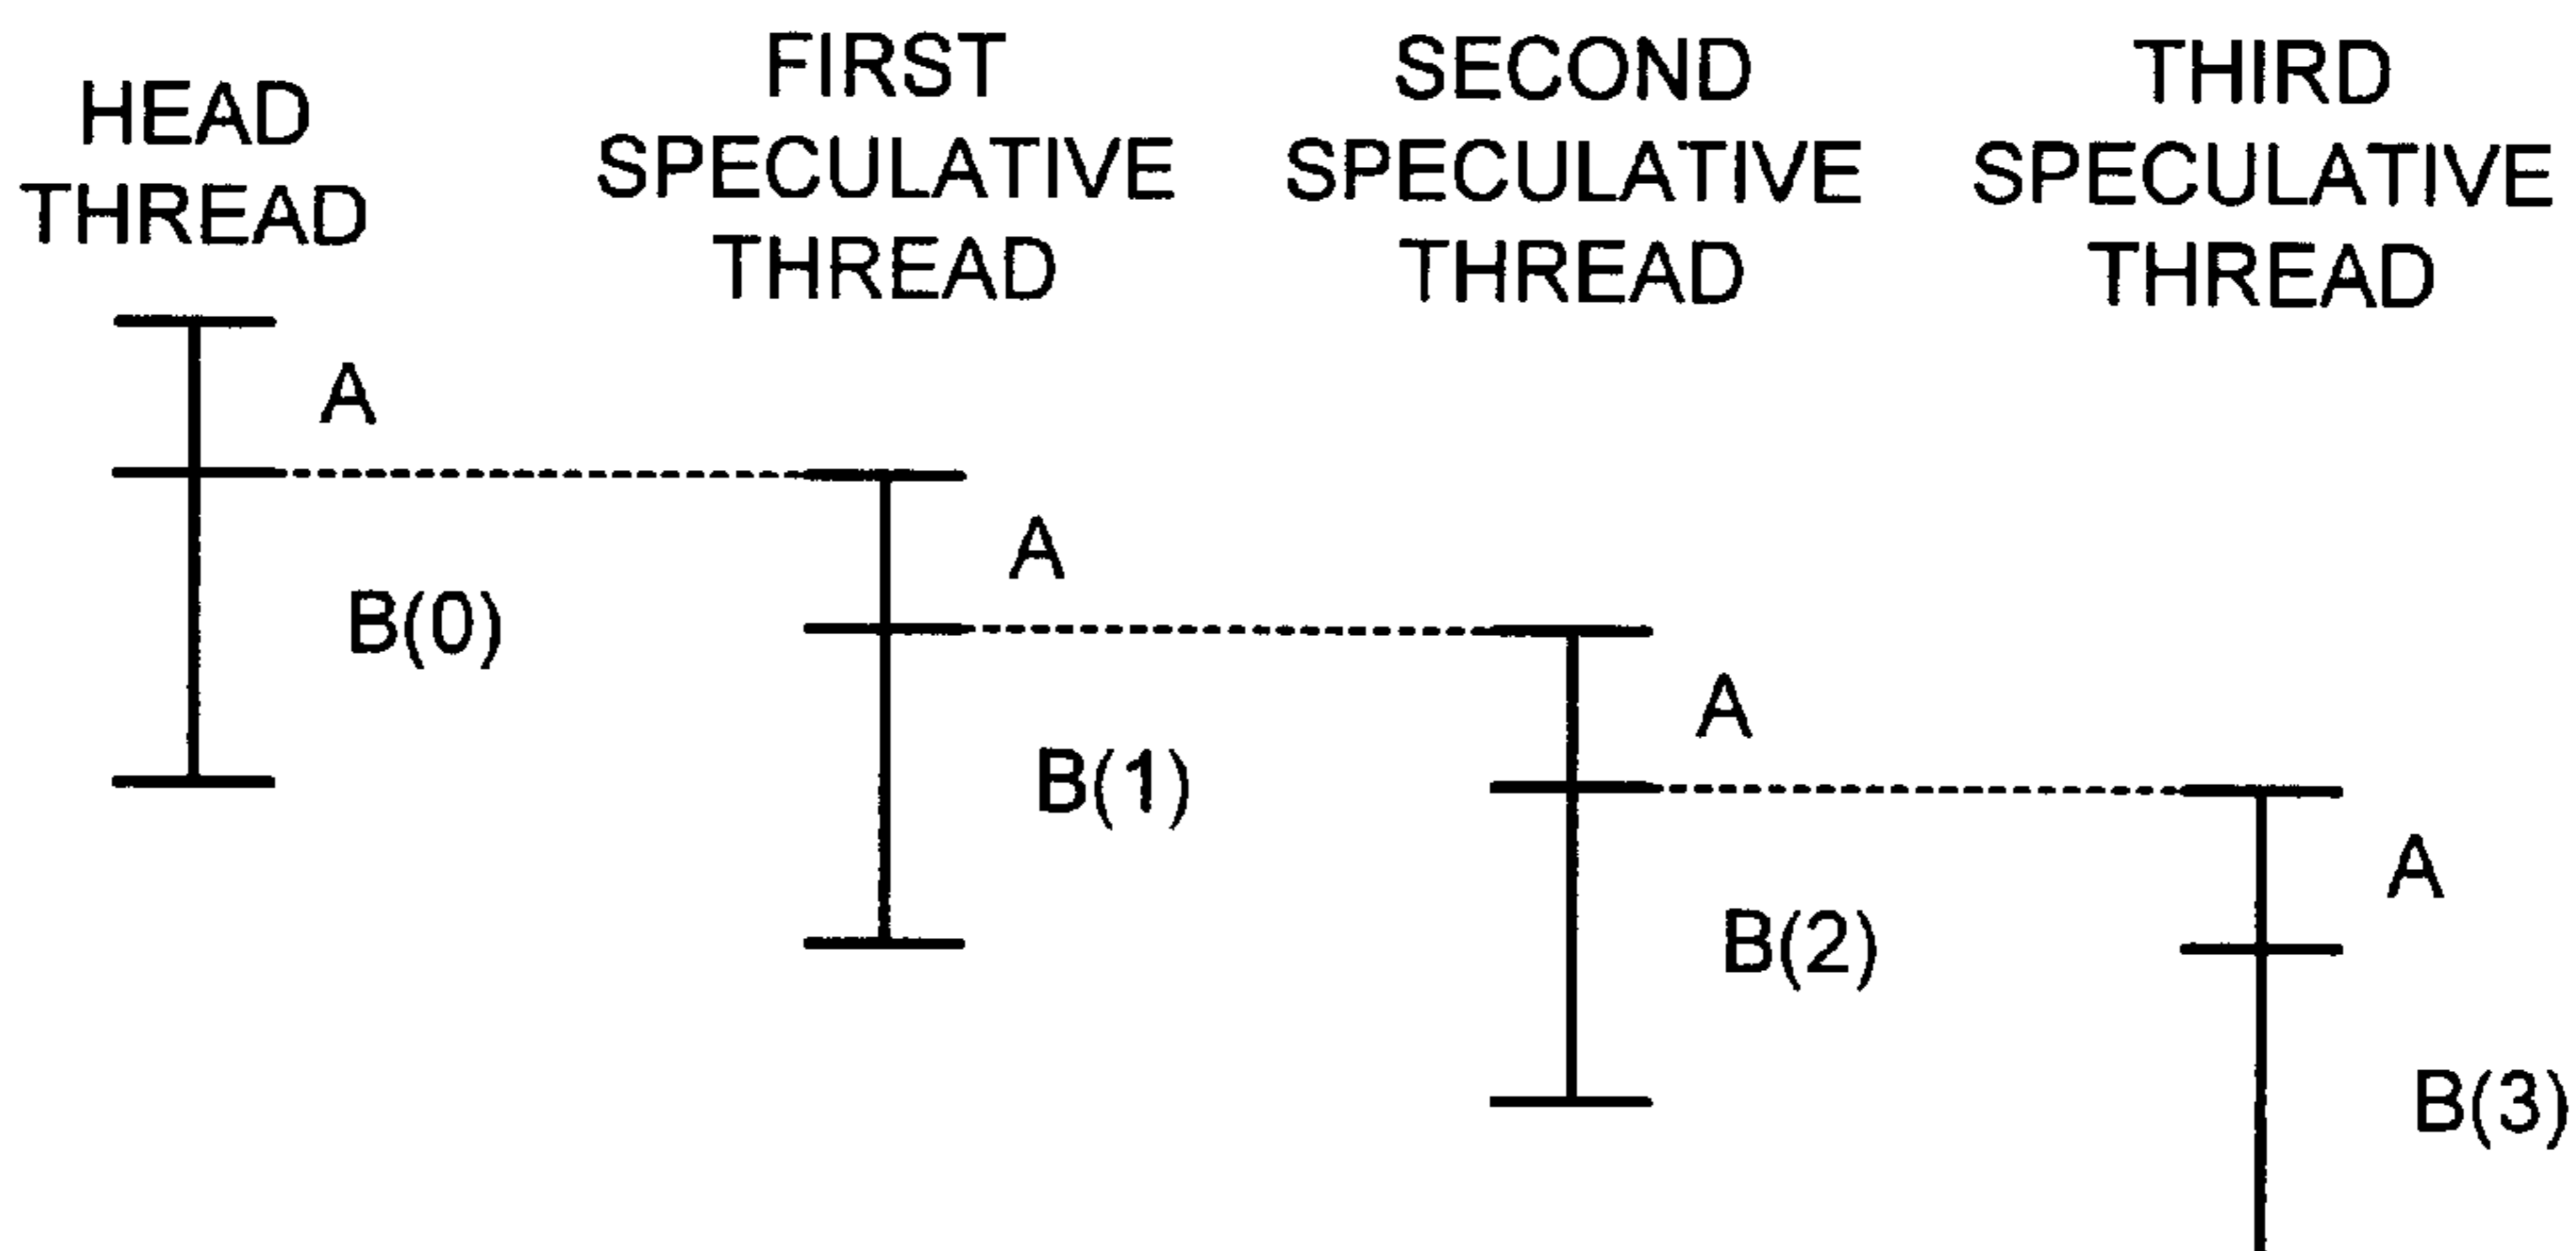 HEAD
THREAD
FIRST
SPECULATIVE
THREAD
SECOND
SPECULATIVE
THREAD
THIRD
SPECULATIVE
THREAD
A
B(0)
A
B(1)
A
B(2)
A
B(3)